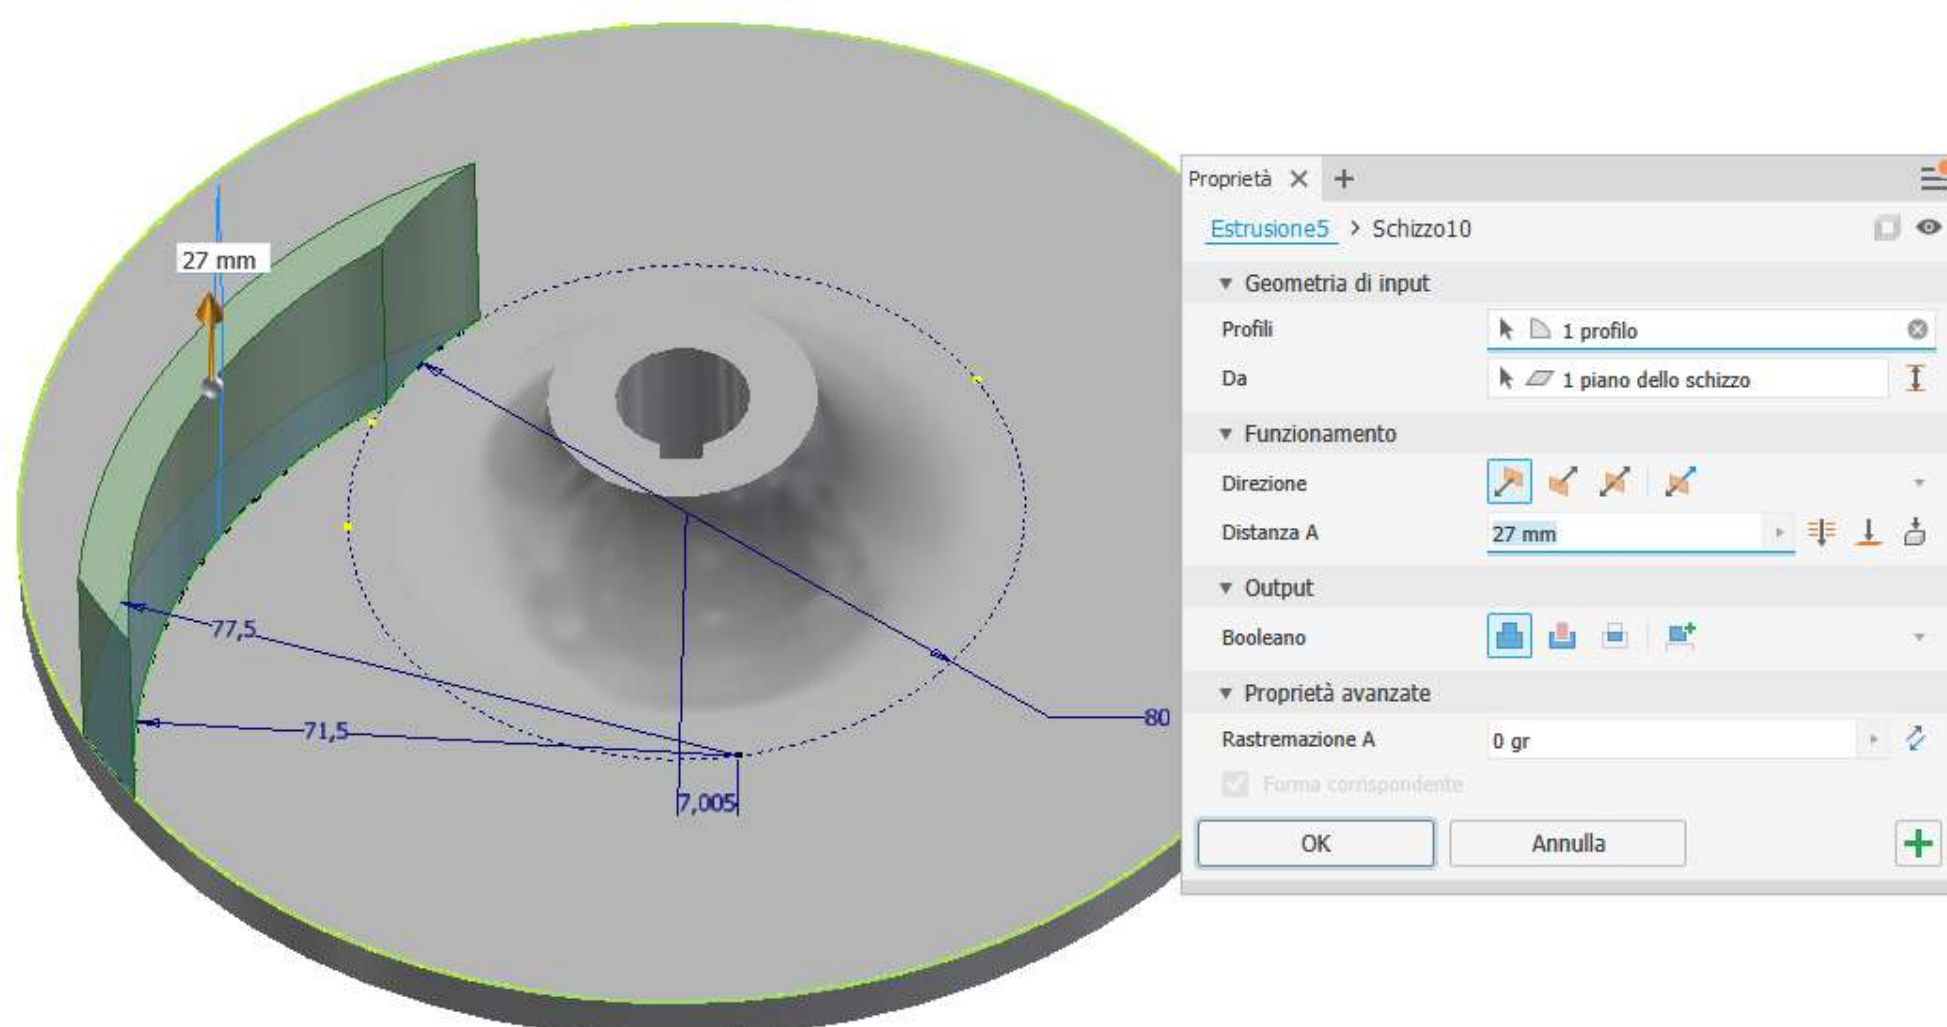 27 mm
77,5
71,5
80
7,005
Proprietà
Estrusione5 > Schizzo10
Geometria di input
Profili 1 profilo
Da 1 piano dello schizzo
Funzionamento
Direzione
Distanza A 27 mm
Output
Booleano
Proprietà avanzate
Rastremazione A 0 gr
Forma corrispondente
OK Annulla